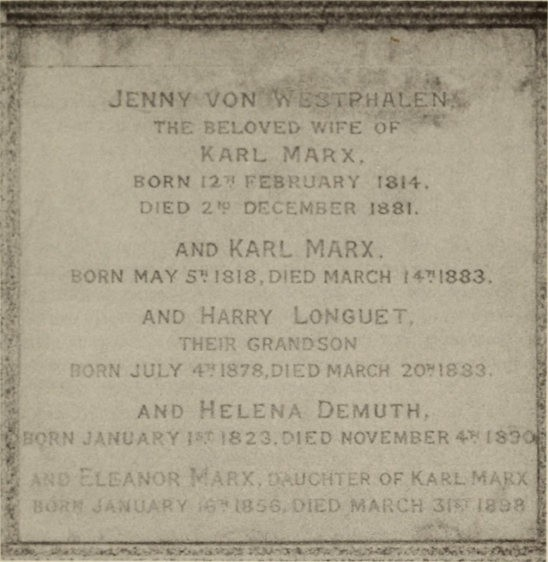 JENNY VON WESTPHALEN
THE BELOVED WIFE OF
KARL MARX,
BORN 12TH FEBRUARY 1814,
DIED 2ND DECEMBER 1881.
AND KARL MARX,
BORN MAY 5TH 1818, DIED MARCH 14TH 1883.
AND HARRY LONGUET,
THEIR GRANDSON
BORN JULY 4TH 1878, DIED MARCH 20TH 1883.
AND HELENA DEMUTH,
BORN JANUARY 1ST 1823. DIED NOVEMBER 4TH 1890
AND ELEANOR MARX, DAUGHTER OF KARL MARX
BORN JANUARY 16TH 1856, DIED MARCH 31ST 1898